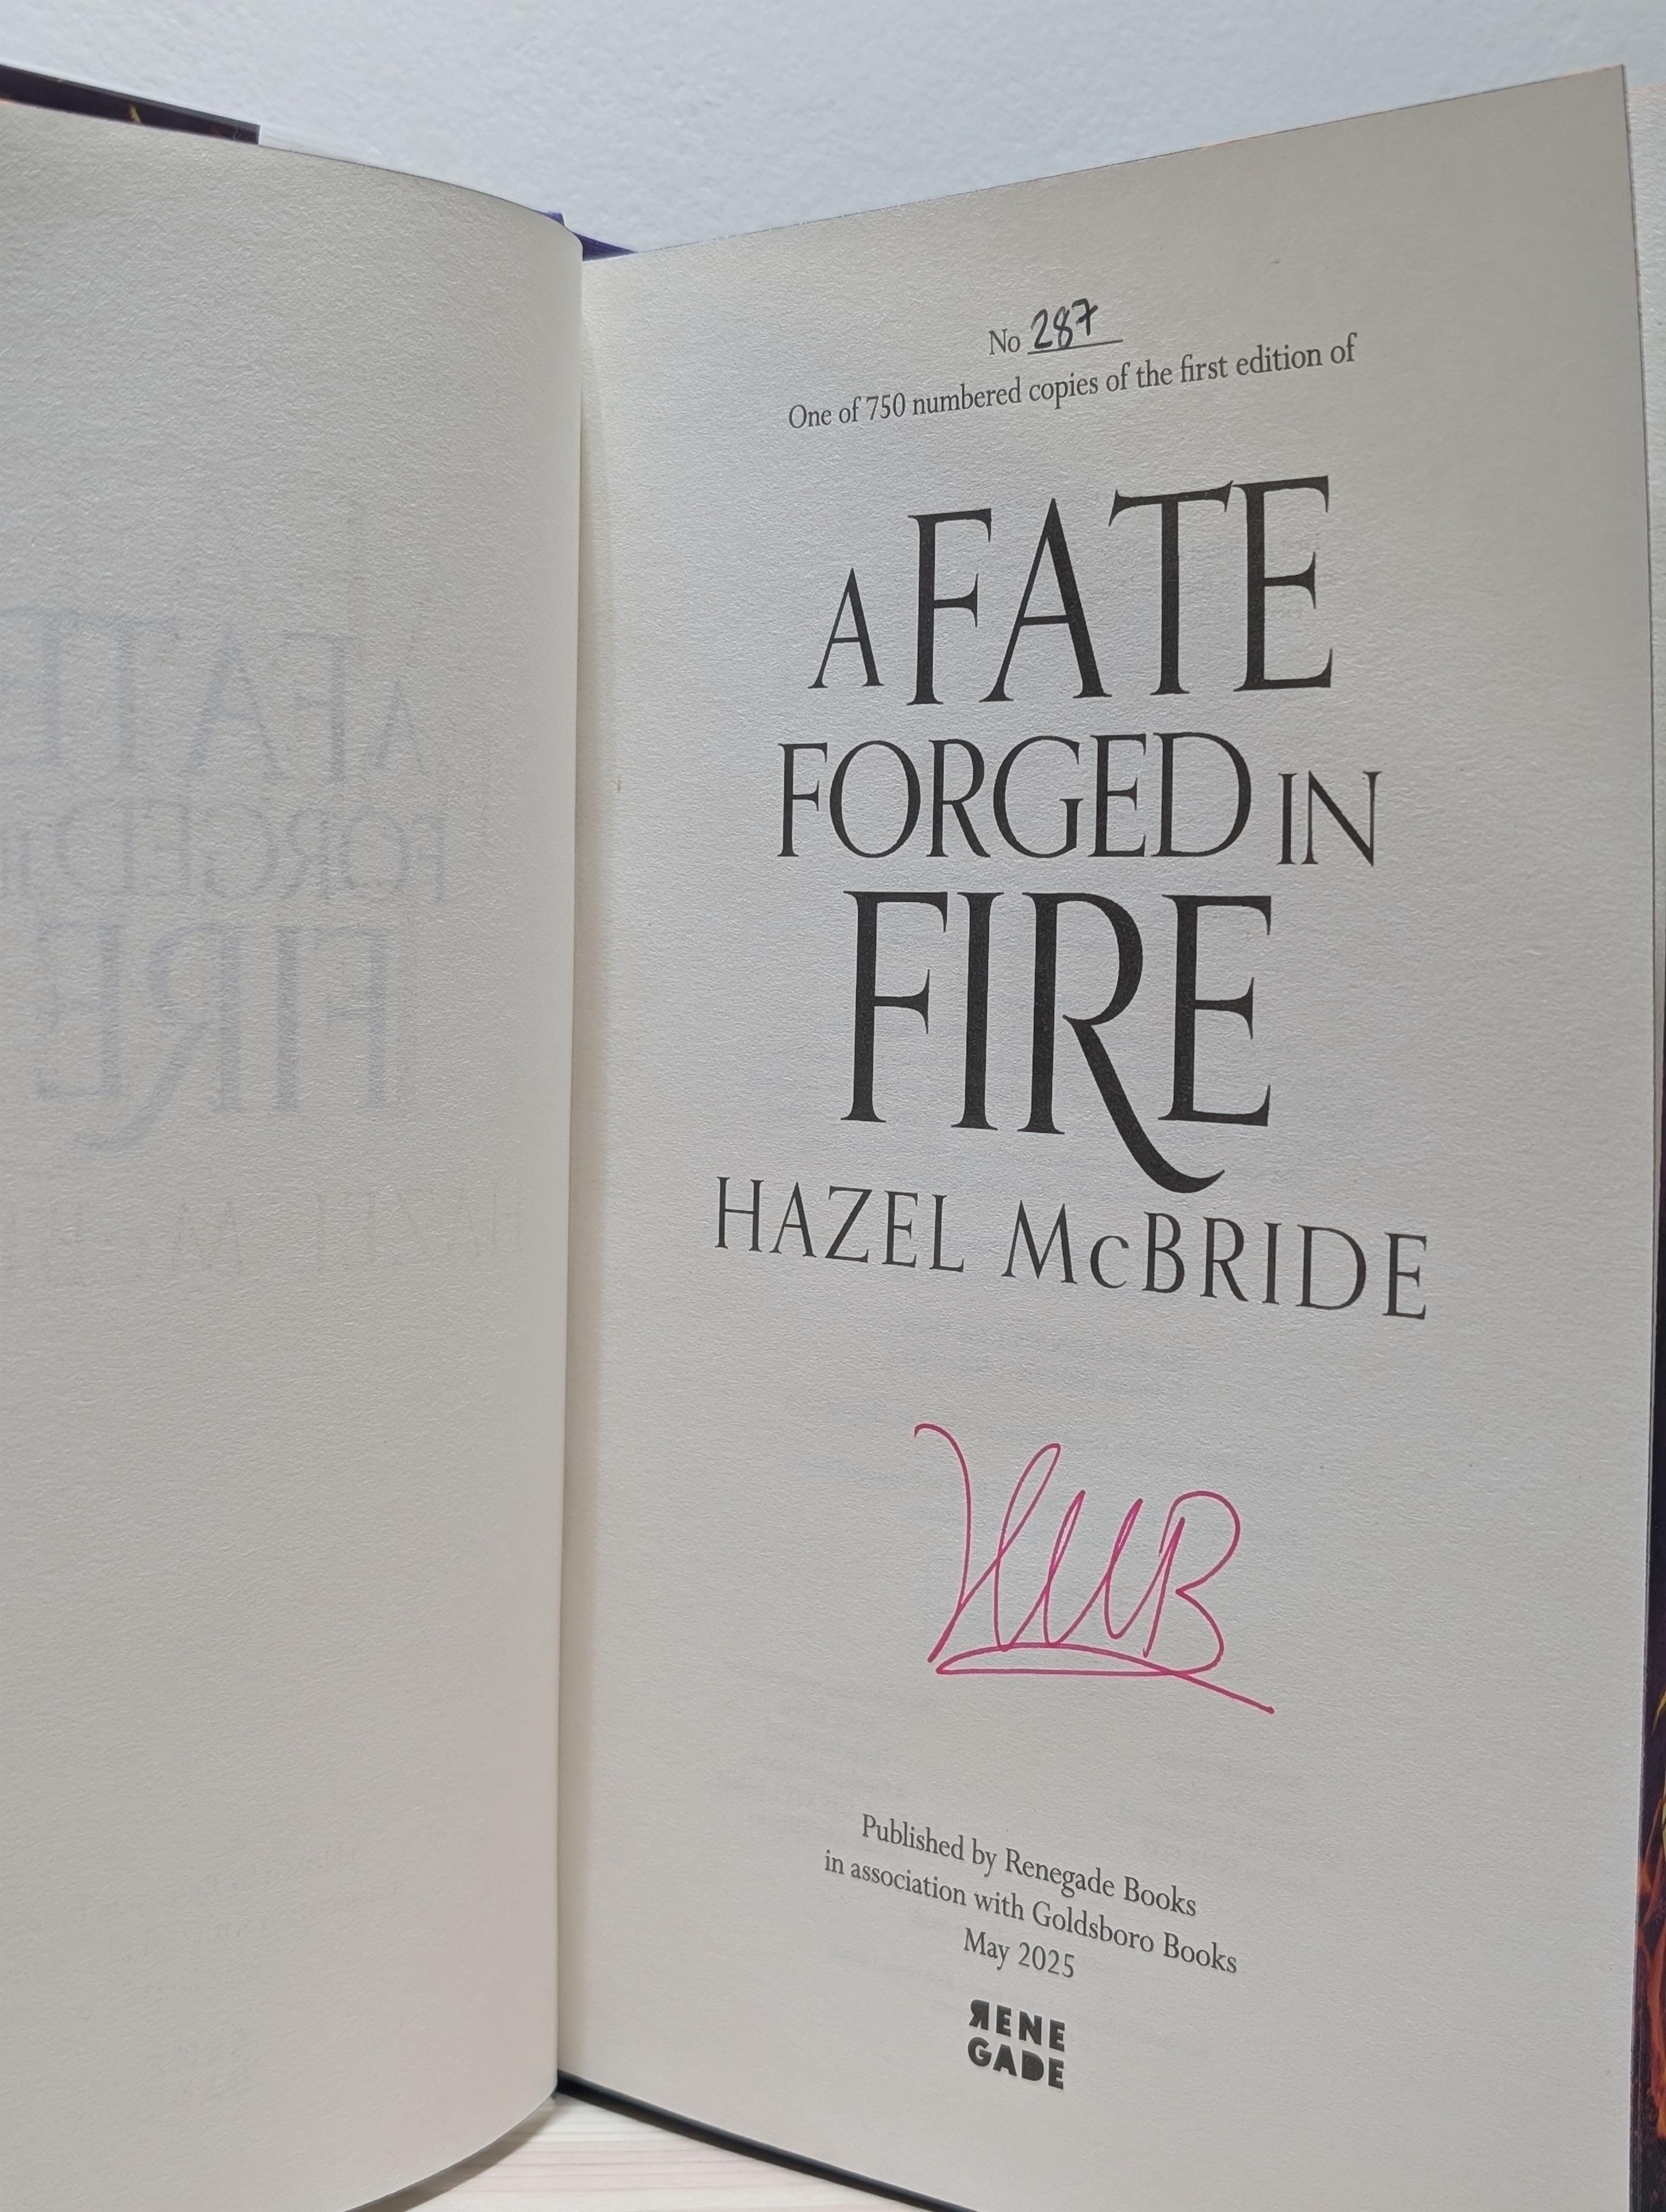 No 287
One of 750 numbered copies of the first edition of
A FATE
FORGED IN
FIRE
HAZEL McBRIDE
HMB
Published by Renegade Books
in association with Goldsboro Books
May 2025
RENE
GADE